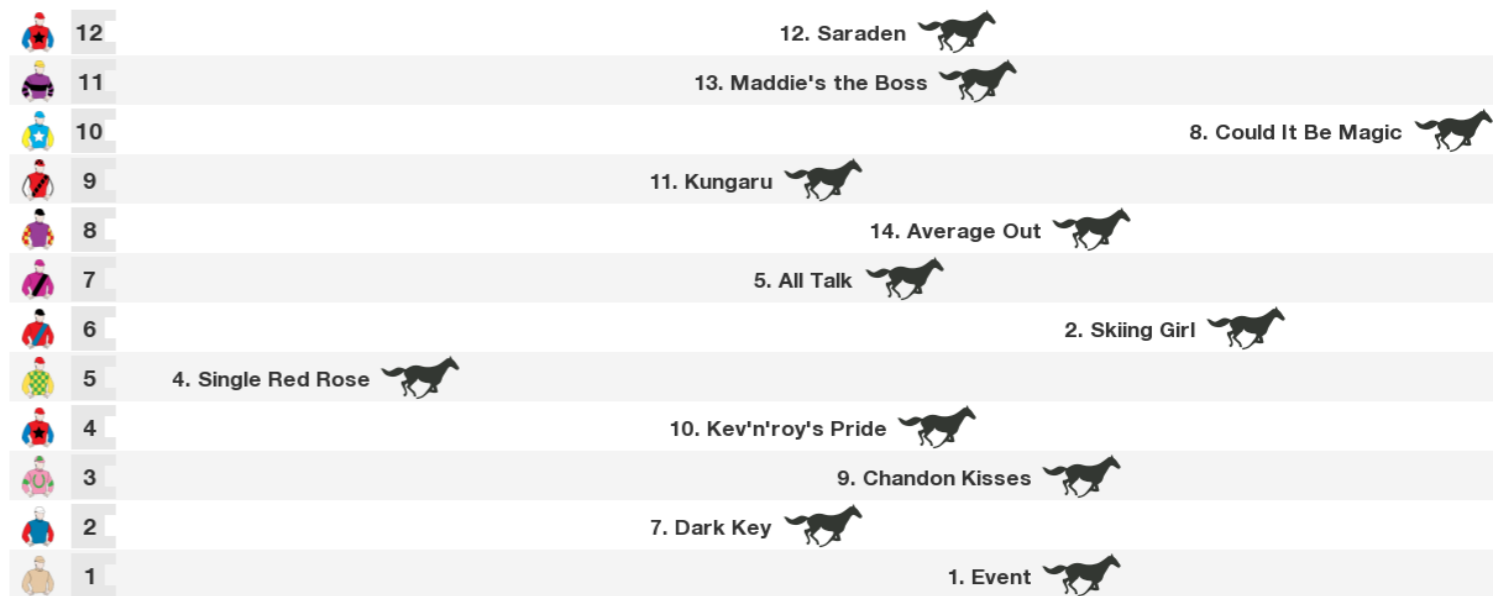 12 12. Saraden
11 13. Maddie's the Boss
10 8. Could It Be Magic
9 11. Kungaru
8 14. Average Out
7 5. All Talk
6 2. Skiing Girl
5 4. Single Red Rose
4 10. Kev'n'roy's Pride
3 9. Chandon Kisses
2 7. Dark Key
1 1. Event